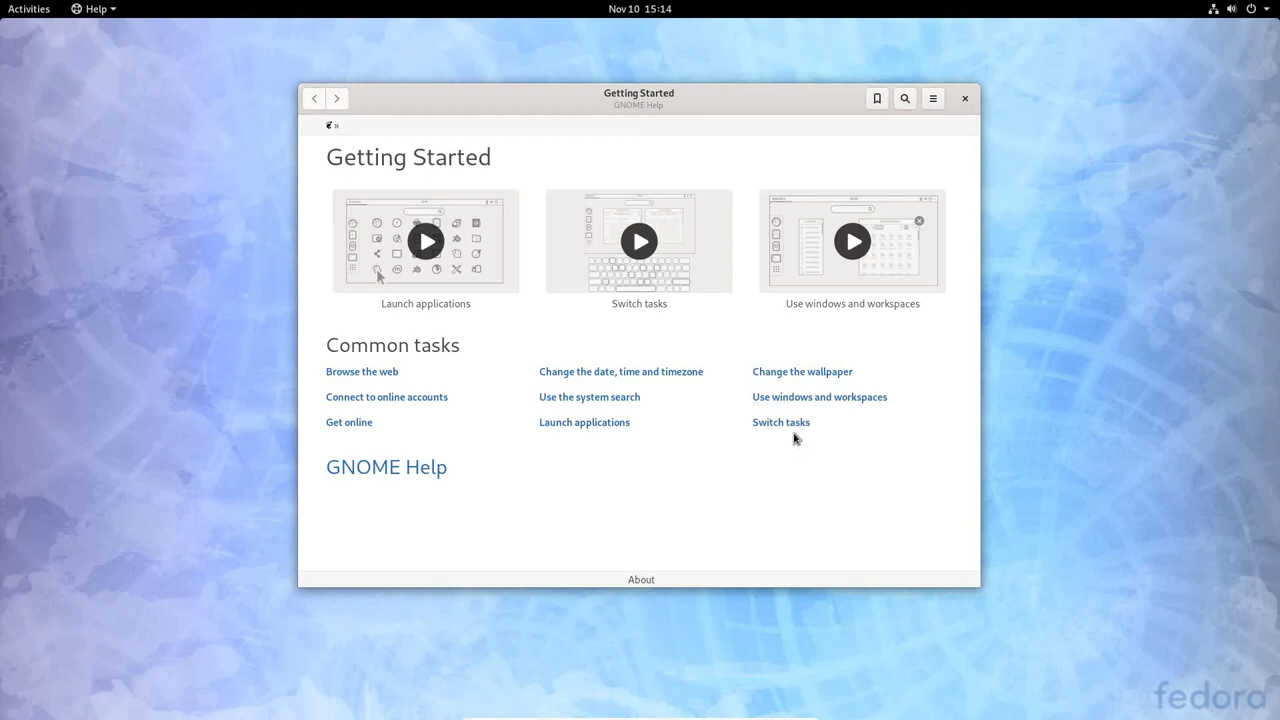 Activities
Help
Nov 10 15:14
Getting Started
GNOME Help
»
Getting Started
Launch applications
Switch tasks
Use windows and workspaces
Common tasks
Browse the web
Change the date, time and timezone
Change the wallpaper
Connect to online accounts
Use the system search
Use windows and workspaces
Get online
Launch applications
Switch tasks
GNOME Help
About
fedora